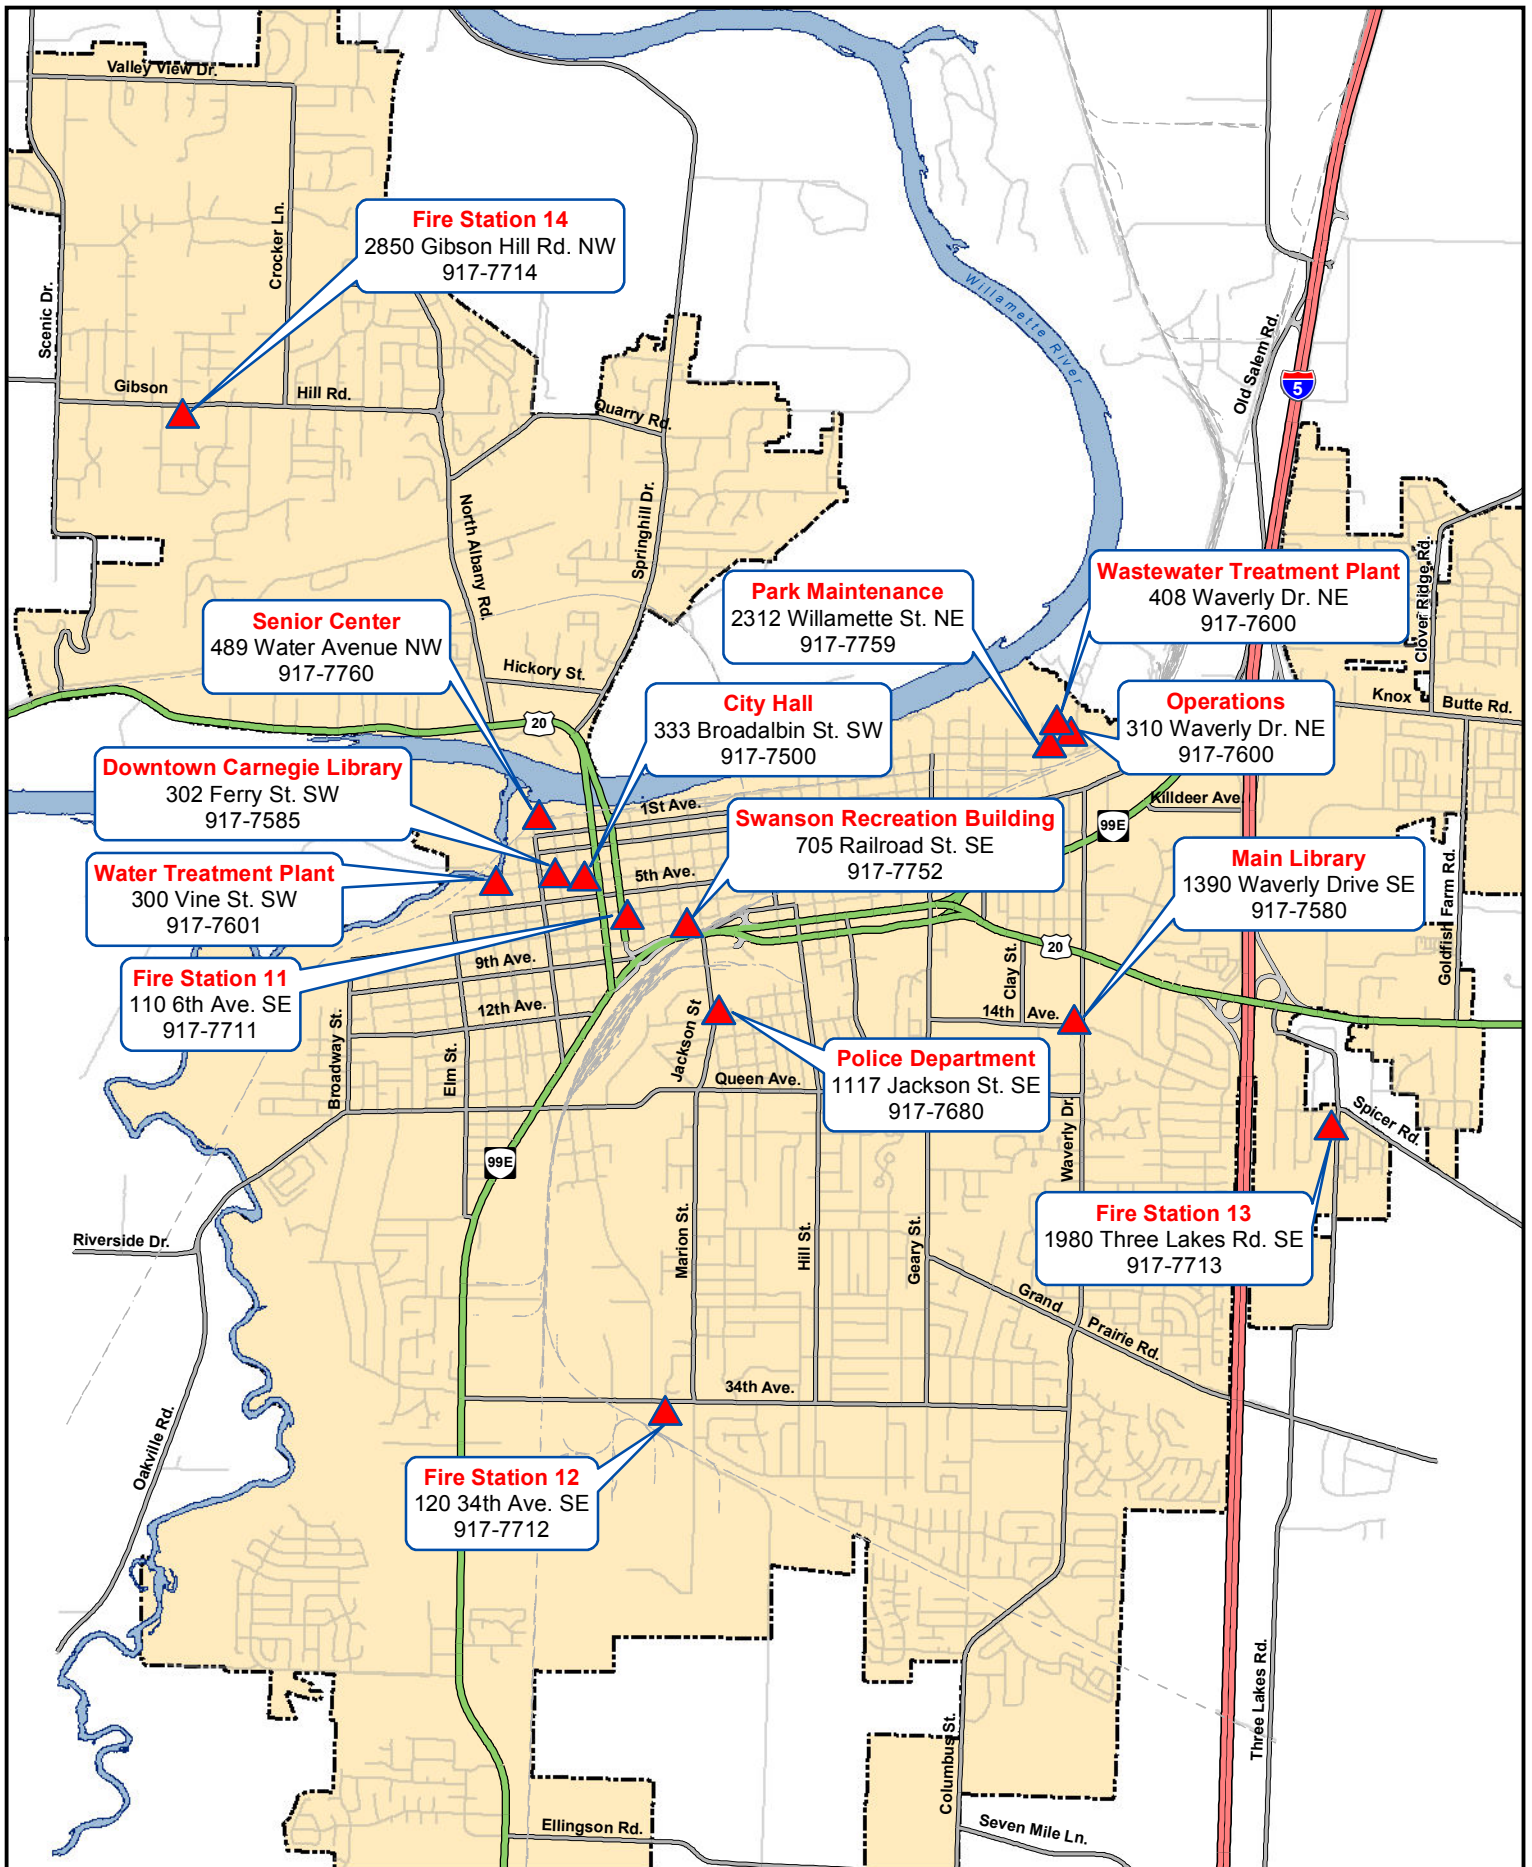 Valley View Dr.
Crocker Ln.
Scenic Dr.
Fire Station 14
2850 Gibson Hill Rd. NW
917-7714
Willamette River
Old Salem Rd.
5
Gibson
Hill Rd.
Quarry Rd.
North Albany Rd.
Springhill Dr.
Clover Ridge Rd.
Wastewater Treatment Plant
408 Waverly Dr. NE
917-7600
Park Maintenance
2312 Willamette St. NE
917-7759
Senior Center
489 Water Avenue NW
917-7760
Hickory St.
City Hall
333 Broadalbin St. SW
917-7500
Operations
310 Waverly Dr. NE
917-7600
Knox
Butte Rd.
20
Downtown Carnegie Library
302 Ferry St. SW
917-7585
1St Ave.
Killdeer Ave.
99E
Swanson Recreation Building
705 Railroad St. SE
917-7752
Main Library
1390 Waverly Drive SE
917-7580
Goldfish Farm Rd.
Water Treatment Plant
300 Vine St. SW
917-7601
5th Ave.
Fire Station 11
110 6th Ave. SE
917-7711
9th Ave.
20
Clay St.
12th Ave.
14th
Ave.
Jackson St
Broadway St.
Elm St.
Police Department
1117 Jackson St. SE
917-7680
Queen Ave.
Waverly Dr.
Spicer Rd.
99E
Fire Station 13
1980 Three Lakes Rd. SE
917-7713
Riverside Dr.
Marion St.
Hill St.
Geary St.
Grand
Prairie Rd.
34th Ave.
Oakville Rd.
Fire Station 12
120 34th Ave. SE
917-7712
Three Lakes Rd.
Columbus St.
Ellingson Rd.
Seven Mile Ln.